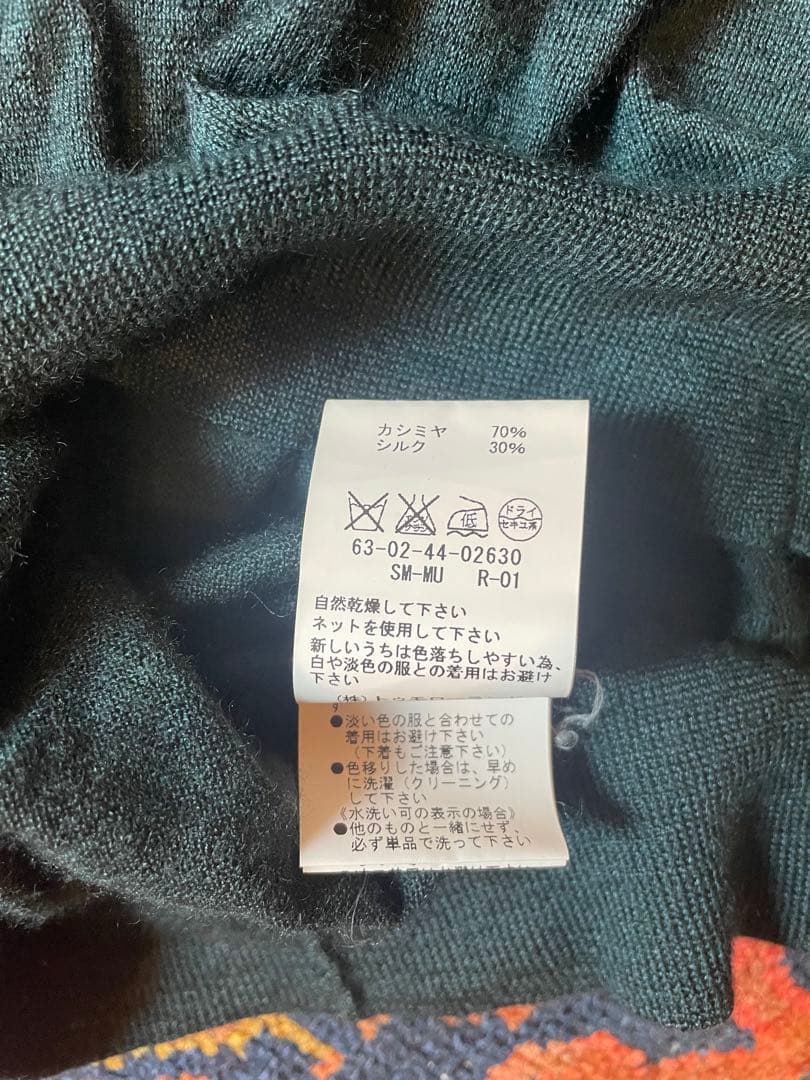 カシミヤ 70%
シルク 30%
低 ドライ
セキユ系
63-02-44-02630
SM-MU R-01
自然乾燥して下さい
ネットを使用して下さい
新しいうちは色落ちしやすい為、
白や淡色の服との着用はお避け
下さい
●淡い色の服と合わせての
着用はお避け下さい
(下着もご注意下さい)
●色移りした場合は、早め
に洗濯(クリーニング)
して下さい
《水洗い可の表示の場合》
●他のものと一緒にせず、
必ず単品で洗って下さい